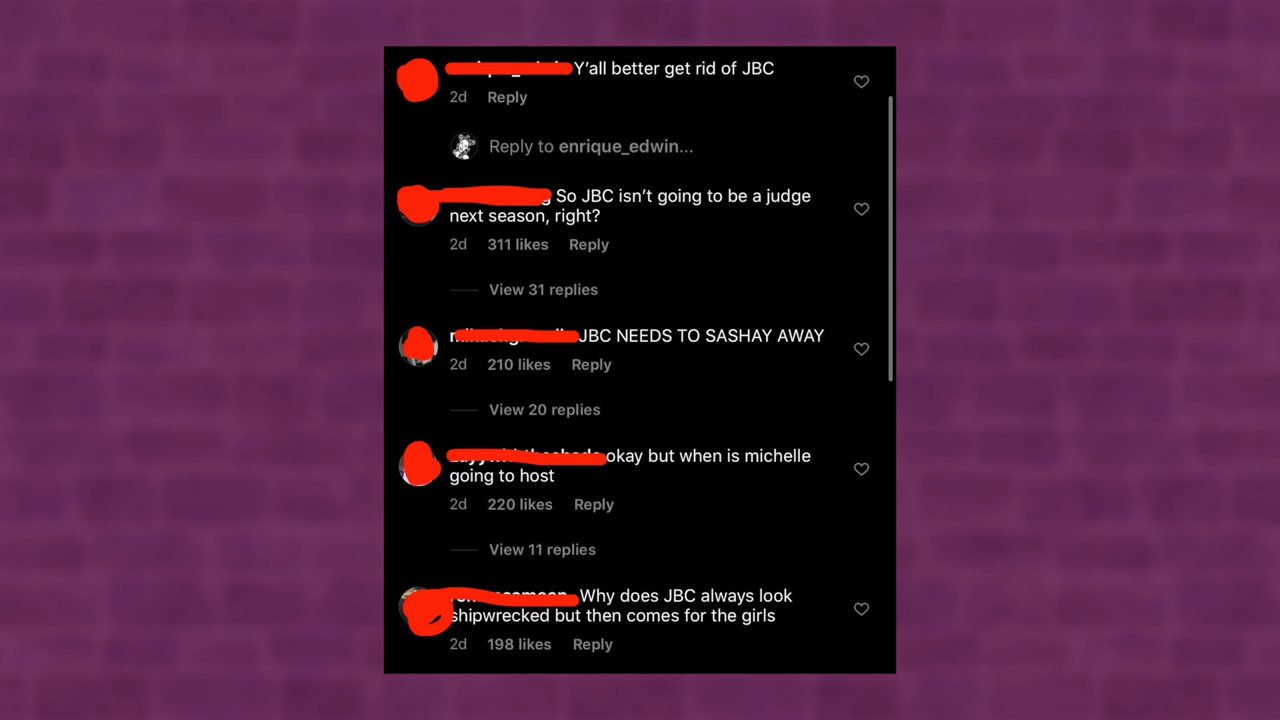 Y'all better get rid of JBC
2d Reply
Reply to enrique_edwin...
So JBC isn't going to be a judge
next season, right?
2d 311 likes Reply
View 31 replies
JBC NEEDS TO SASHAY AWAY
2d 210 likes Reply
View 20 replies
okay but when is michelle
going to host
2d 220 likes Reply
View 11 replies
Why does JBC always look
shipwrecked but then comes for the girls
2d 198 likes Reply